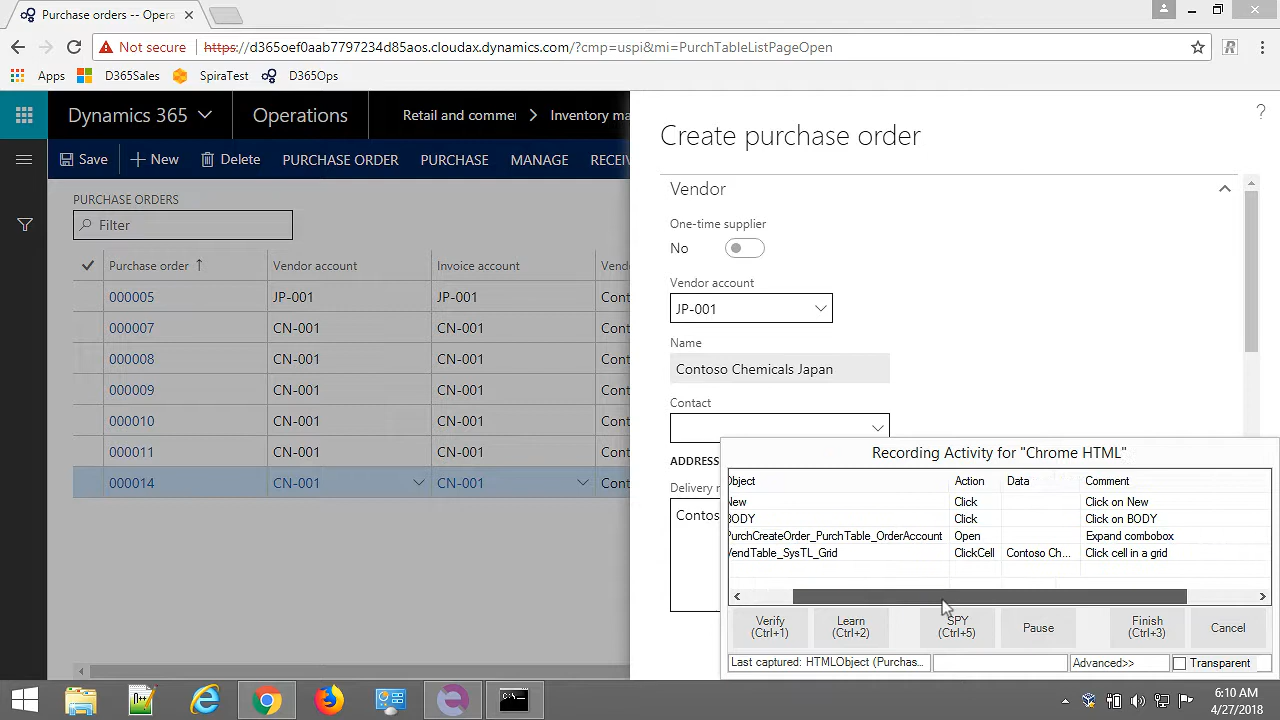 Purchase orders -- Opera
Not secure https://d365oef0aab7797234d85aos.cloudax.dynamics.com/?cmp=uspi&mi=PurchTableListPageOpen
Apps D365Sales SpiraTest D365Ops
Dynamics 365 Operations Retail and commer Inventory ma
Save New Delete PURCHASE ORDER PURCHASE MANAGE RECEIV
PURCHASE ORDERS
Filter
Purchase order Vendor account Invoice account Vend
000005 JP-001 JP-001 Cont
000007 CN-001 CN-001 Cont
000008 CN-001 CN-001 Cont
000009 CN-001 CN-001 Cont
000010 CN-001 CN-001 Cont
000011 CN-001 CN-001 Cont
000014 CN-001 CN-001 Cont
?
Create purchase order
Vendor
One-time supplier
No
Vendor account
JP-001
Name
Contoso Chemicals Japan
Contact
ADDRESS
Delivery n
Contos
Recording Activity for "Chrome HTML"
Object Action Data Comment
New Click Click on New
BODY Click Click on BODY
PurchCreateOrder_PurchTable_OrderAccount Open Expand combobox
VendTable_SysTL_Grid ClickCell Contoso Ch... Click cell in a grid
Verify (Ctrl+1) Learn (Ctrl+2) SPY (Ctrl+5) Pause Finish (Ctrl+3) Cancel
Last captured: HTMLObject (Purchas... Advanced>> Transparent
6:10 AM
4/27/2018